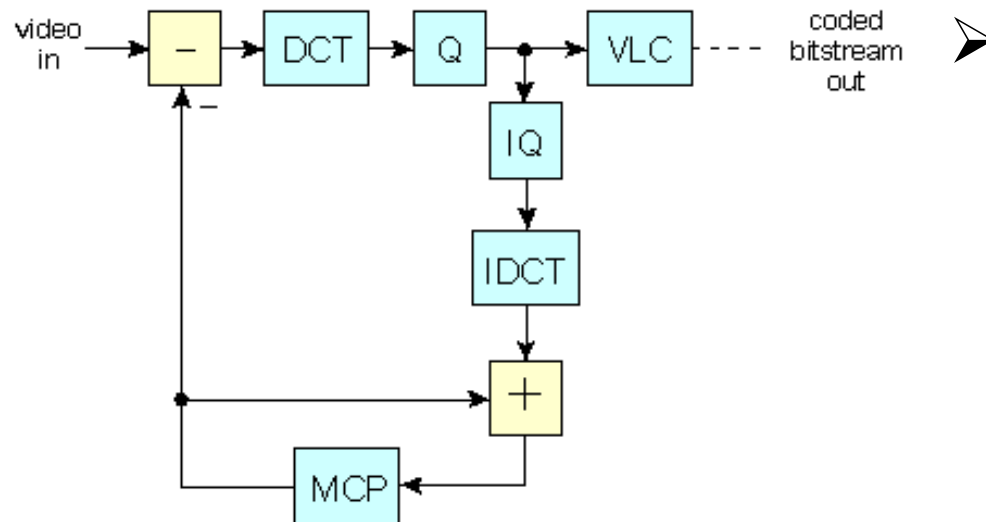 video
in
−
DCT
Q
VLC
coded
bitstream
out
−
IQ
IDCT
+
MCP